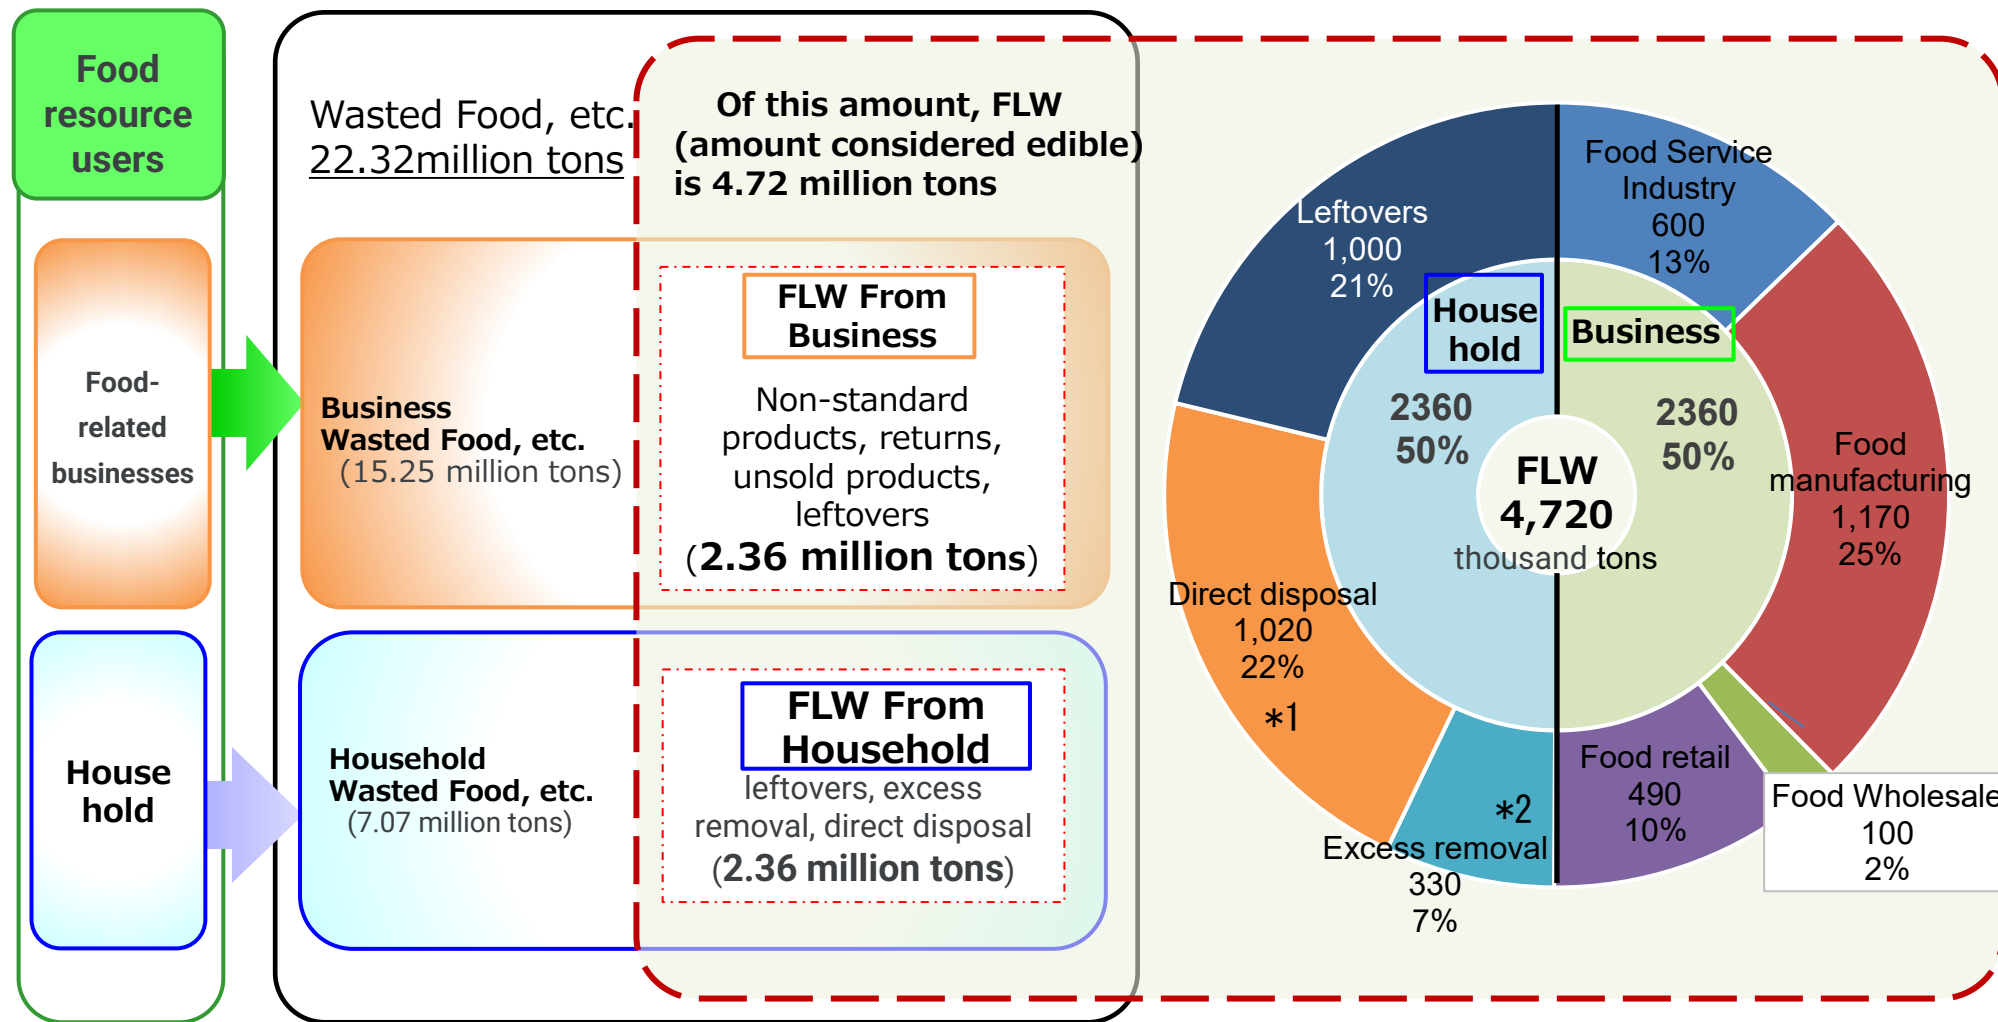 Food
resource
users
Food-
related
businesses
House
hold
Wasted Food, etc.
22.32million tons
Of this amount, FLW
(amount considered edible)
is 4.72 million tons
Business
Wasted Food, etc.
(15.25 million tons)
FLW From
Business
Non-standard
products, returns,
unsold products,
leftovers
(2.36 million tons)
Household
Wasted Food, etc.
(7.07 million tons)
FLW From
Household
leftovers, excess
removal, direct disposal
(2.36 million tons)
Leftovers
1,000
21%
Food Service
Industry
600
13%
House
hold
Business
2360
50%
2360
50%
FLW
4,720
thousand tons
Food
manufacturing
1,170
25%
Direct disposal
1,020
22%
*1
Food retail
490
10%
*2
Excess removal
330
7%
Food Wholesale
100
2%